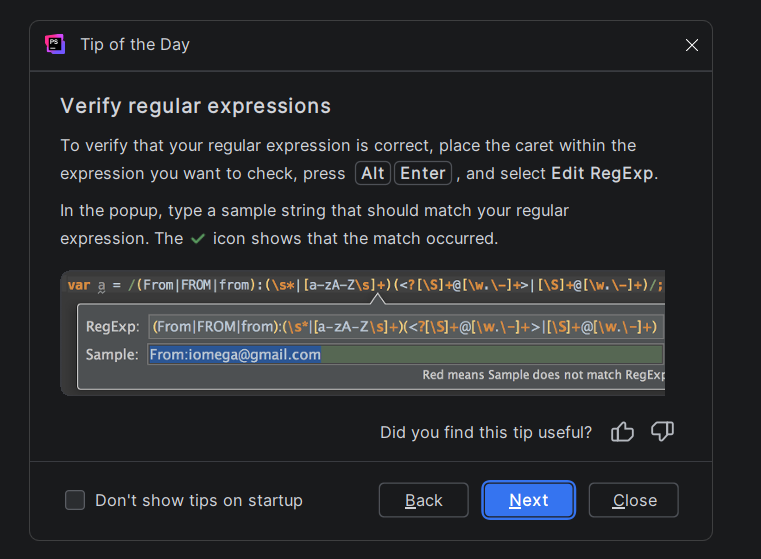 PS
Tip of the Day
Verify regular expressions
To verify that your regular expression is correct, place the caret within the
expression you want to check, press Alt Enter , and select Edit RegExp.
In the popup, type a sample string that should match your regular
expression. The ✓ icon shows that the match occurred.
var a = /(From|FROM|from):(\s*|[a-zA-Z\s]+)(<?[\S]+@[\w.\-]+>|[\S]+@[\w.\-]+)/;
RegExp: (From|FROM|from):(\s*|[a-zA-Z\s]+)(<?[\S]+@[\w.\-]+>|[\S]+@[\w.\-]+)
Sample: From:iomega@gmail.com
Red means Sample does not match RegExp
Did you find this tip useful?
Don't show tips on startup
Back
Next
Close